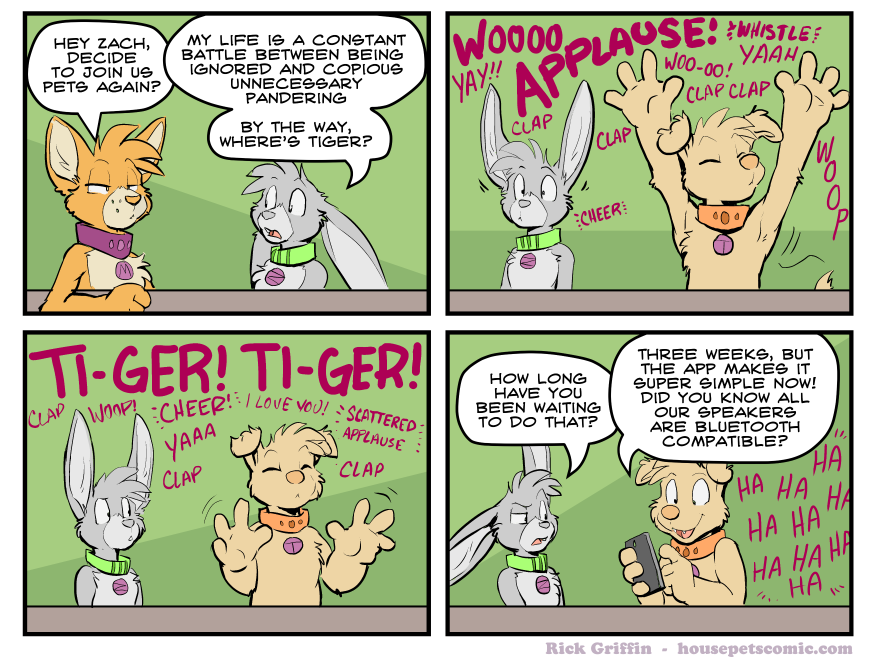 HEY ZACH,
DECIDE
TO JOIN US
PETS AGAIN?
MY LIFE IS A CONSTANT
BATTLE BETWEEN BEING
IGNORED AND COPIOUS
UNNECESSARY
PANDERING
BY THE WAY,
WHERE'S TIGER?
M
N
WOOOO
APPLAUSE!
WHISTLE
YAY!!
WOO-OO!
YAAH
CLAP CLAP
CLAP
CLAP
CHEER
WOOP
N
T
TI-GER! TI-GER!
CLAP
WOOP!
CHEER!
I LOVE YOU!
SCATTERED
APPLAUSE
YAAA
CLAP
CLAP
N
T
HOW LONG
HAVE YOU
BEEN WAITING
TO DO THAT?
THREE WEEKS, BUT
THE APP MAKES IT
SUPER SIMPLE NOW!
DID YOU KNOW ALL
OUR SPEAKERS
ARE BLUETOOTH
COMPATIBLE?
HA
HA HA HA
HA HA HA
HA HA HA
HA
N
Rick Griffin - housepetscomic.com